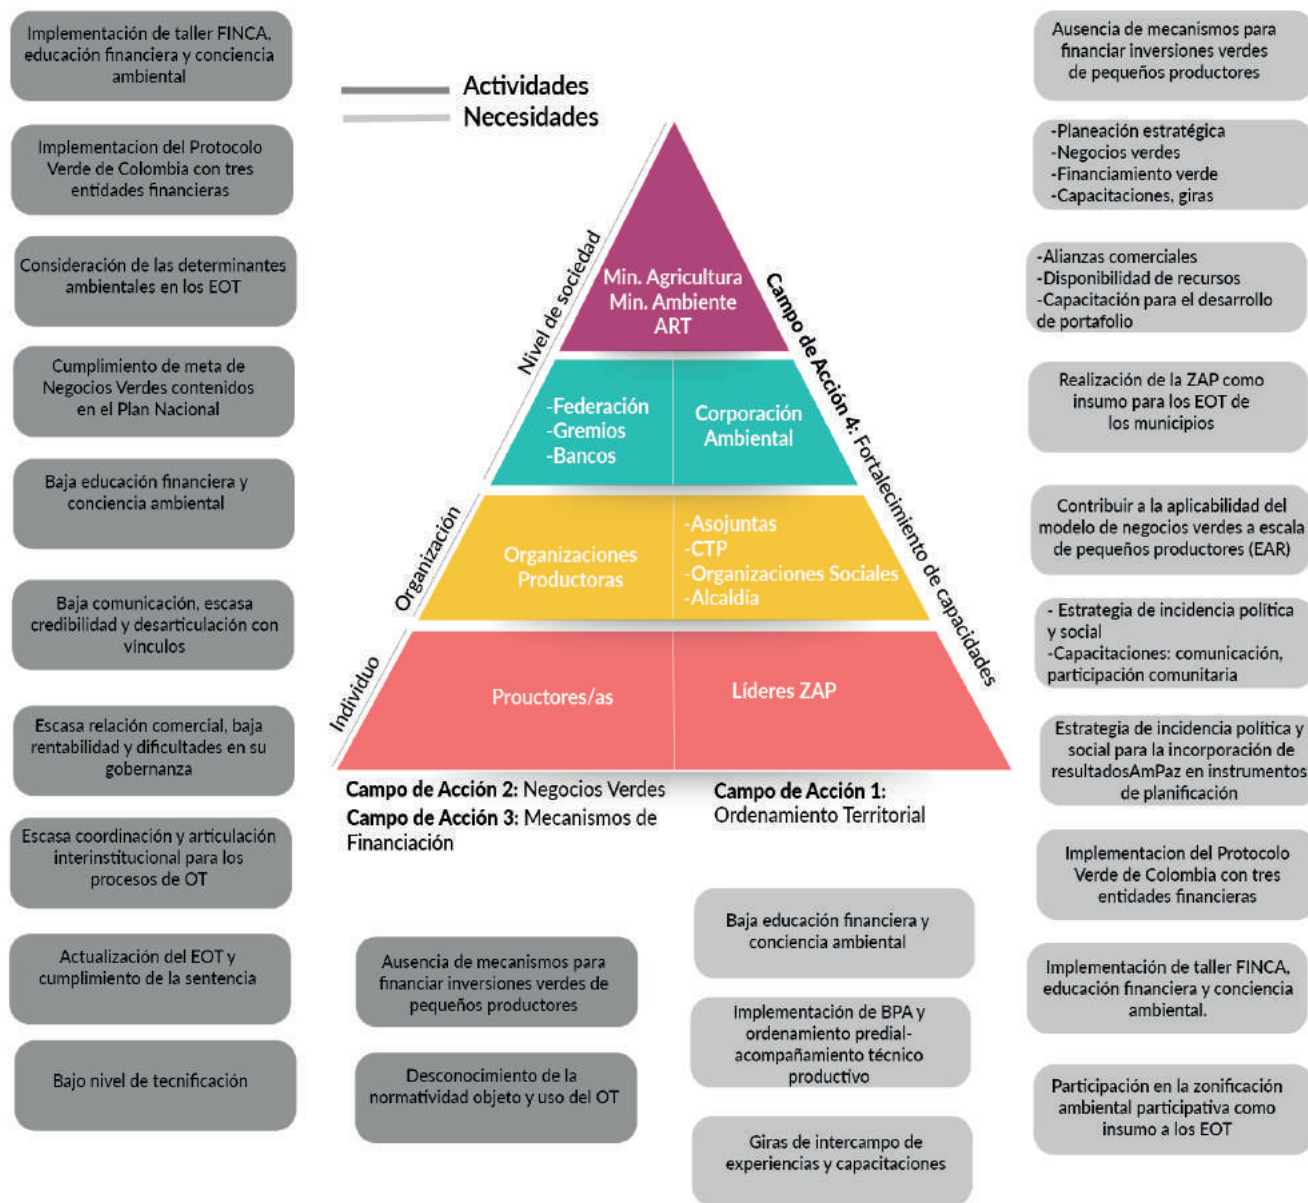 Implementación de taller FINCA,
educación financiera y conciencia
ambiental
Implementacion del Protocolo
Verde de Colombia con tres
entidades financieras
Consideración de las determinantes
ambientales en los EOT
Cumplimiento de meta de
Negocios Verdes contenidos
en el Plan Nacional
Baja educación financiera y
conciencia ambiental
Baja comunicación, escasa
credibilidad y desarticulación con
vínculos
Escasa relación comercial, baja
rentabilidad y dificultades en su
gobernanza
Escasa coordinación y articulación
interinstitucional para los
procesos de OT
Actualización del EOT y
cumplimiento de la sentencia
Bajo nivel de tecnificación
Actividades
Necesidades
Nivel de sociedad
Organización
Individuo
Min. Agricultura
Min. Ambiente
ART
-Federación
-Gremios
-Bancos
Corporación
Ambiental
Organizaciones
Productoras
-Asojuntas
-CTP
-Organizaciones Sociales
-Alcaldía
Prouctores/as
Líderes ZAP
Campo de Acción 4: Fortalecimiento de capacidades
Campo de Acción 2: Negocios Verdes
Campo de Acción 3: Mecanismos de
Financiación
Campo de Acción 1:
Ordenamiento Territorial
Ausencia de mecanismos para
financiar inversiones verdes de
pequeños productores
Desconocimiento de la
normatividad objeto y uso del OT
Baja educación financiera y
conciencia ambiental
Implementación de BPA y
ordenamiento predial-
acompañamiento técnico
productivo
Giras de intercampo de
experiencias y capacitaciones
Ausencia de mecanismos para
financiar inversiones verdes
de pequeños productores
-Planeación estratégica
-Negocios verdes
-Financiamiento verde
-Capacitaciones, giras
-Alianzas comerciales
-Disponibilidad de recursos
-Capacitación para el desarrollo
de portafolio
Realización de la ZAP como
insumo para los EOT de
los municipios
Contribuir a la aplicabilidad del
modelo de negocios verdes a escala
de pequeños productores (EAR)
- Estrategia de incidencia política
y social
-Capacitaciones: comunicación,
participación comunitaria
Estrategia de incidencia política y
social para la incorporación de
resultadosAmPaz en instrumentos
de planificación
Implementacion del Protocolo
Verde de Colombia con tres
entidades financieras
Implementación de taller FINCA,
educación financiera y conciencia
ambiental.
Participación en la zonificación
ambiental participativa como
insumo a los EOT